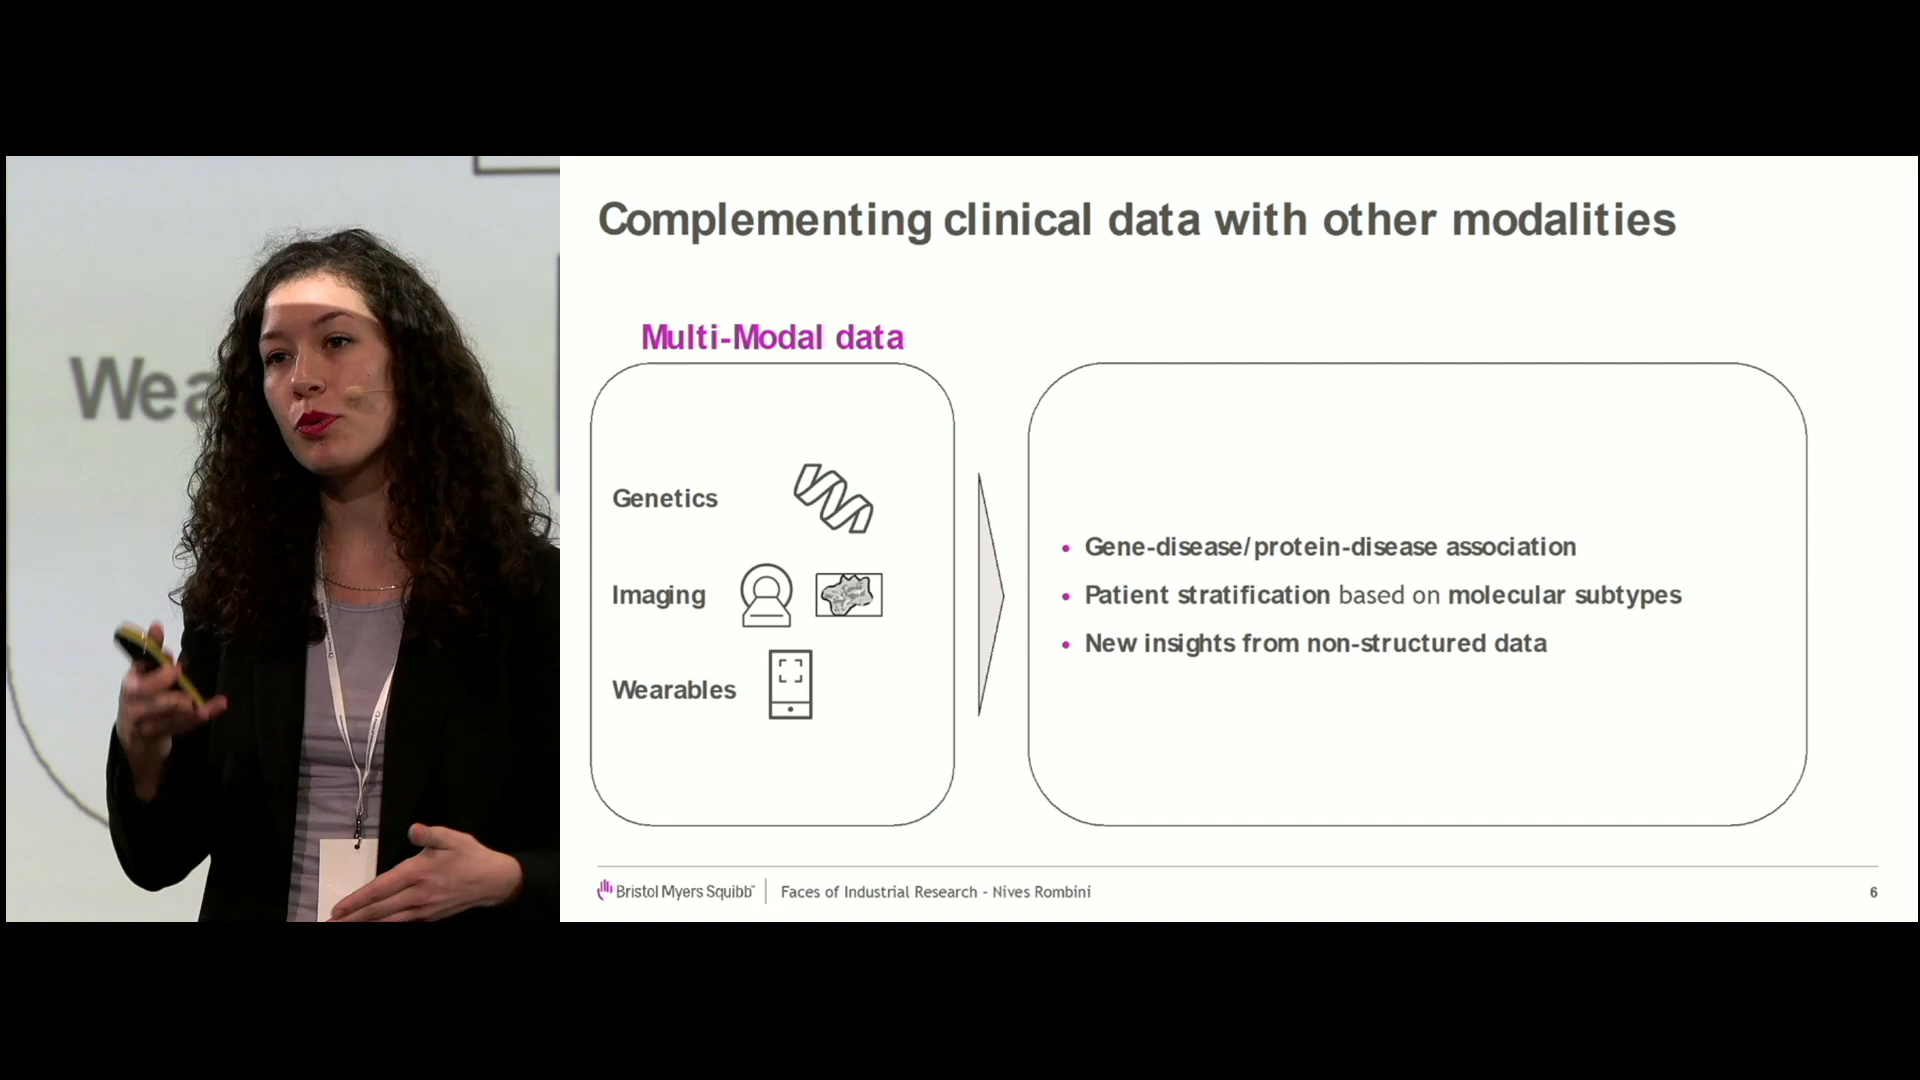 Wea
Complementing clinical data with other modalities
Multi-Modal data
Genetics
Imaging
Wearables
• Gene-disease/protein-disease association
• Patient stratification based on molecular subtypes
• New insights from non-structured data
Bristol Myers Squibb™ Faces of Industrial Research - Nives Rombini 6